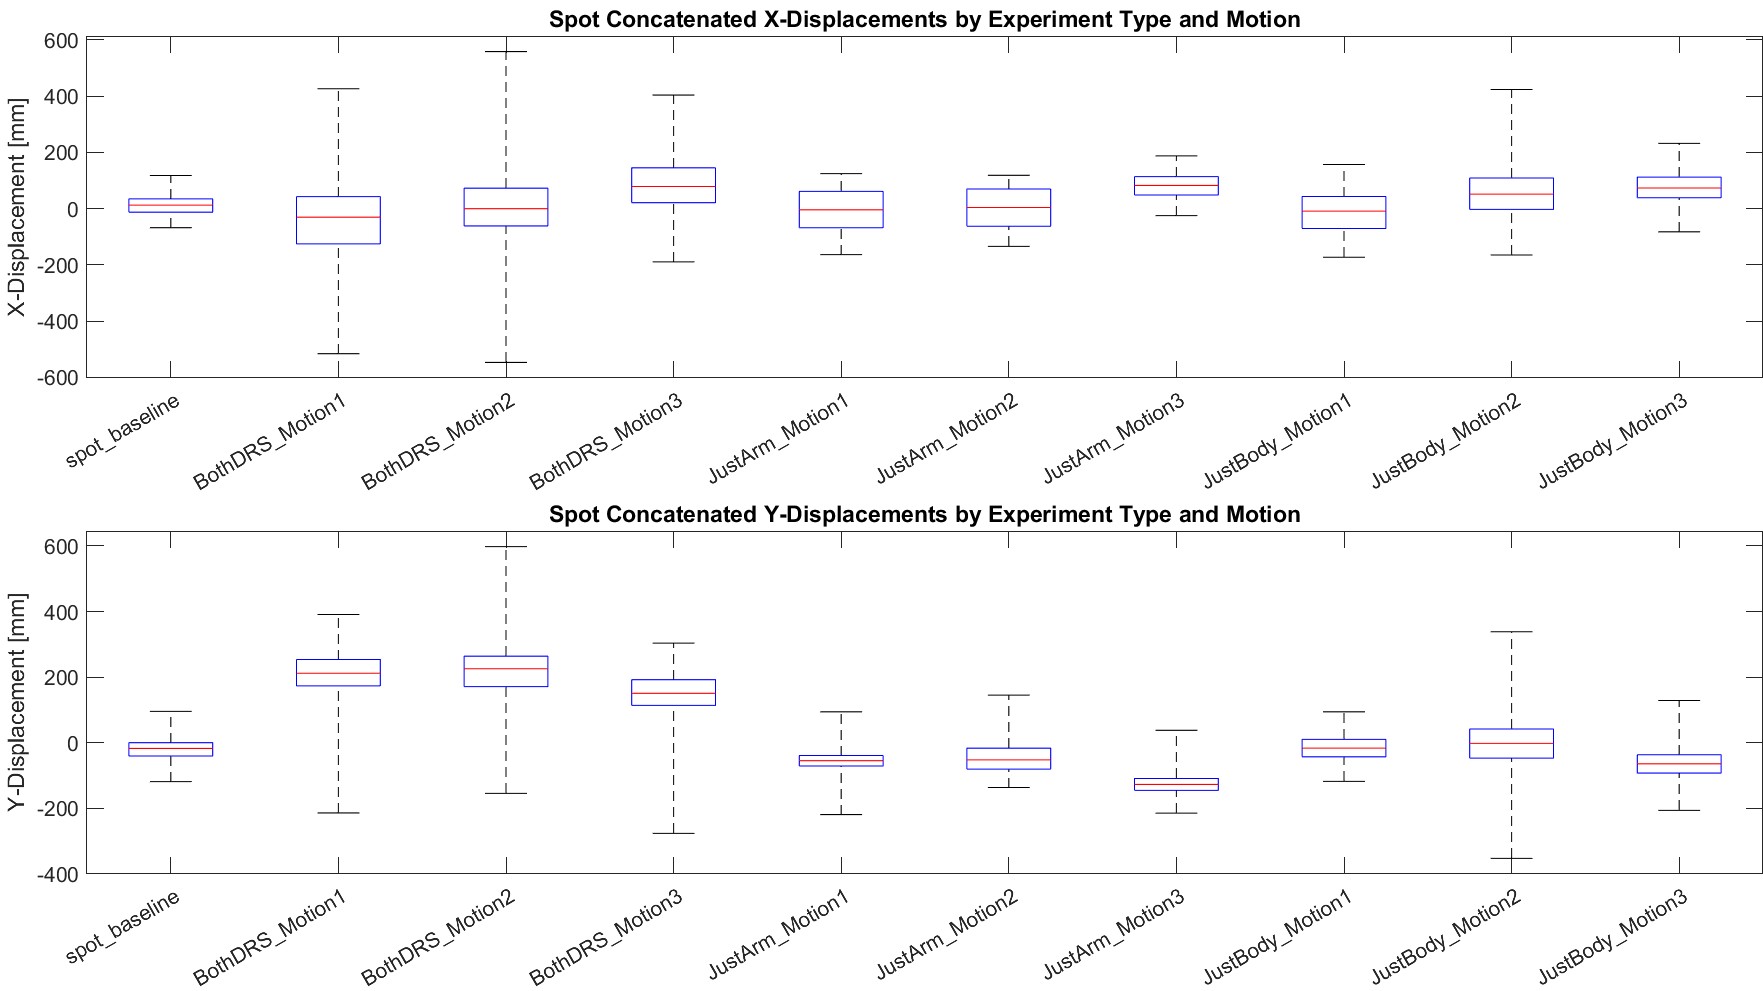 Spot Concatenated X-Displacements by Experiment Type and Motion
X-Displacement [mm]
600
400
200
0
-200
-400
-600
spot_baseline
BothDRS_Motion1
BothDRS_Motion2
BothDRS_Motion3
JustArm_Motion1
JustArm_Motion2
JustArm_Motion3
JustBody_Motion1
JustBody_Motion2
JustBody_Motion3
Spot Concatenated Y-Displacements by Experiment Type and Motion
Y-Displacement [mm]
600
400
200
0
-200
-400
spot_baseline
BothDRS_Motion1
BothDRS_Motion2
BothDRS_Motion3
JustArm_Motion1
JustArm_Motion2
JustArm_Motion3
JustBody_Motion1
JustBody_Motion2
JustBody_Motion3